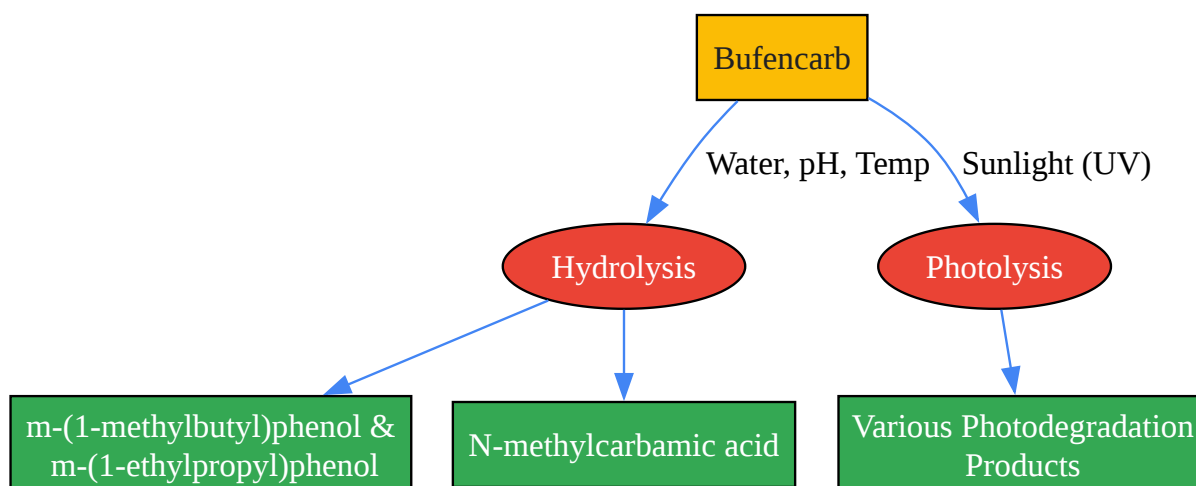 Bufencarb
Water, pH, Temp
Sunlight (UV)
Hydrolysis
Photolysis
m-(1-methylbutyl)phenol &
m-(1-ethylpropyl)phenol
N-methylcarbamic acid
Various Photodegradation
Products